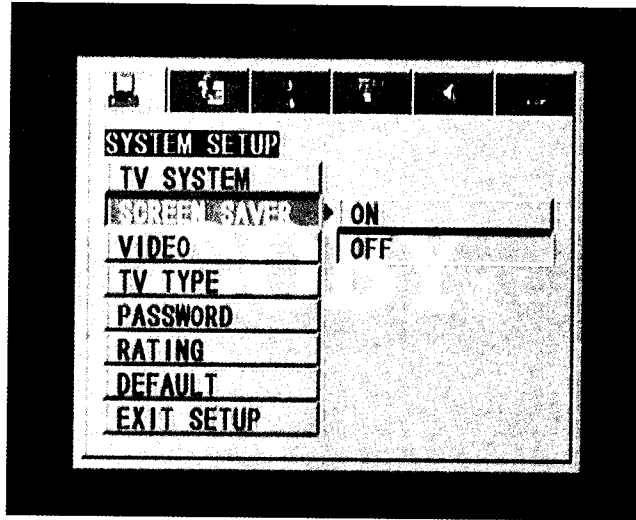 SYSTEM SETUP
TV SYSTEM
SCREEN SAVER
ON
VIDEO
OFF
TV TYPE
PASSWORD
RATING
DEFAULT
EXIT SETUP